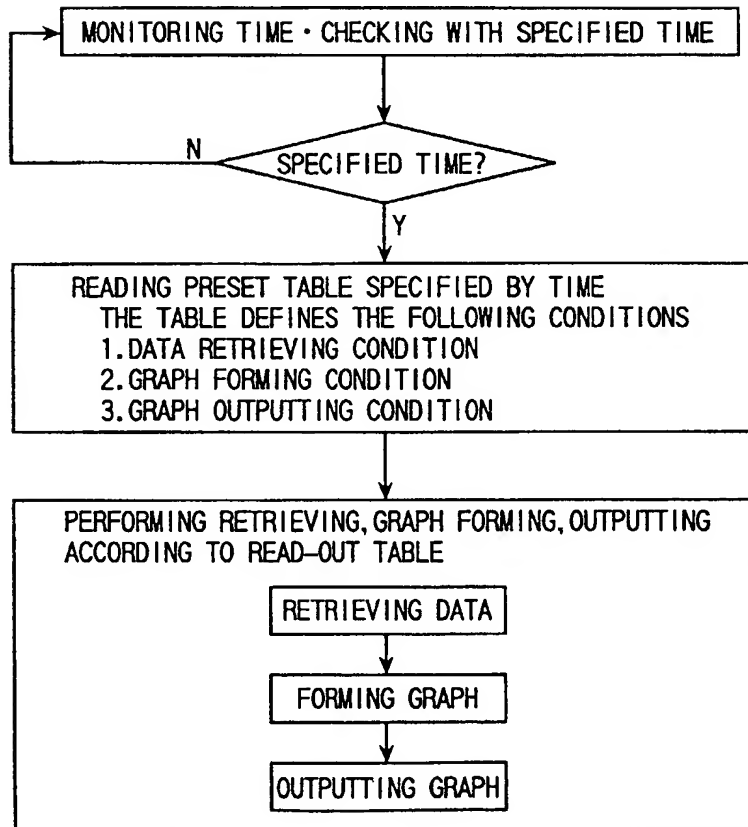 MONITORING TIME・CHECKING WITH SPECIFIED TIME
N
SPECIFIED TIME?
Y
READING PRESET TABLE SPECIFIED BY TIME
THE TABLE DEFINES THE FOLLOWING CONDITIONS
1.DATA RETRIEVING CONDITION
2.GRAPH FORMING CONDITION
3.GRAPH OUTPUTTING CONDITION
PERFORMING RETRIEVING,GRAPH FORMING,OUTPUTTING
ACCORDING TO READ-OUT TABLE
RETRIEVING DATA
FORMING GRAPH
OUTPUTTING GRAPH